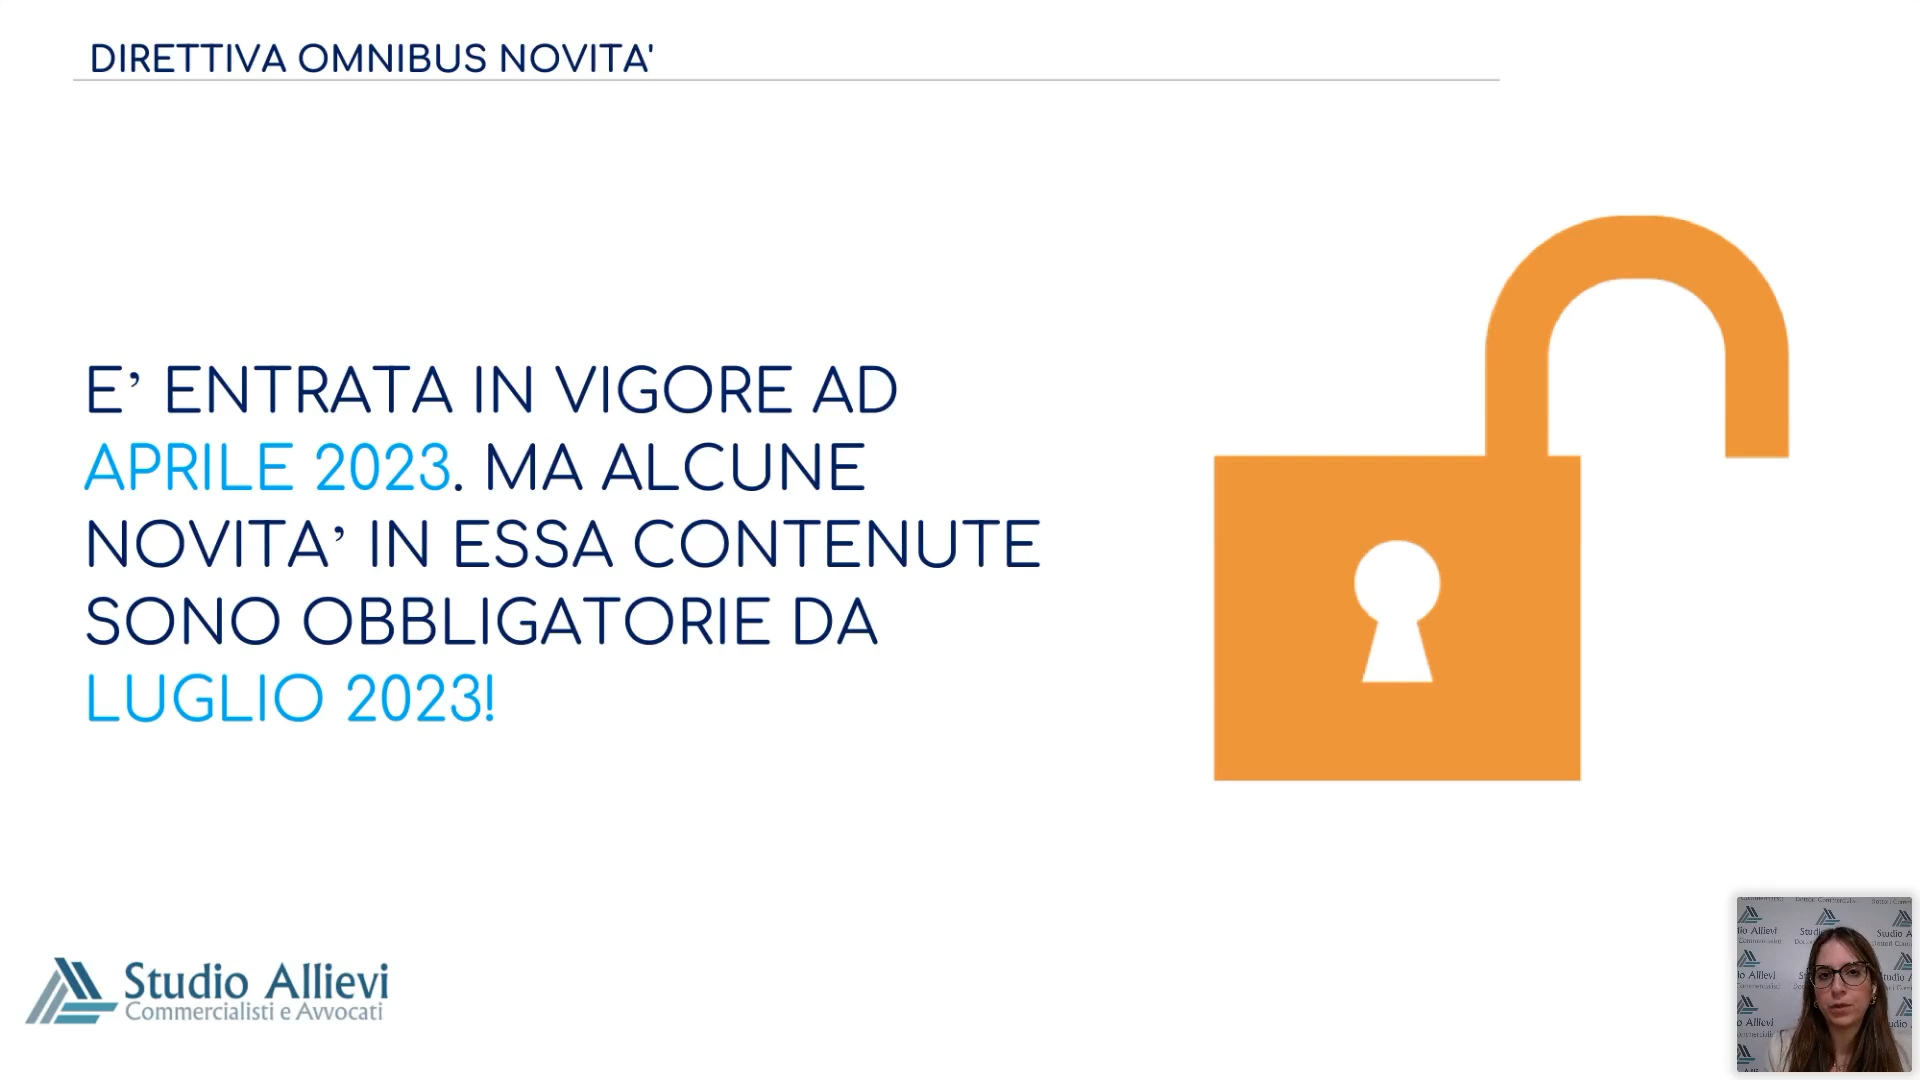 DIRETTIVA OMNIBUS NOVITA'
E’ ENTRATA IN VIGORE AD
APRILE 2023. MA ALCUNE
NOVITA’ IN ESSA CONTENUTE
SONO OBBLIGATORIE DA
LUGLIO 2023!
Studio Allievi
Commercialisti e Avvocati